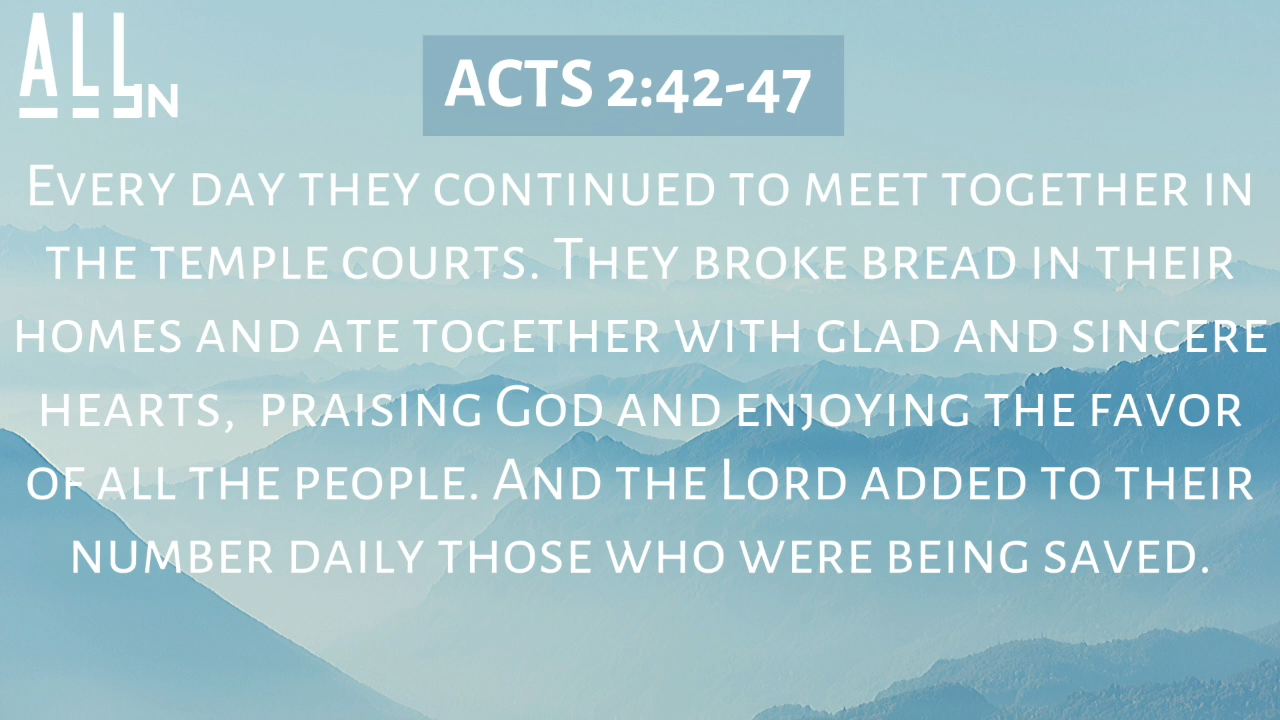 ALL IN
ACTS 2:42-47
Every day they continued to meet together in
the temple courts. They broke bread in their
homes and ate together with glad and sincere
hearts,  praising God and enjoying the favor
of all the people. And the Lord added to their
number daily those who were being saved.